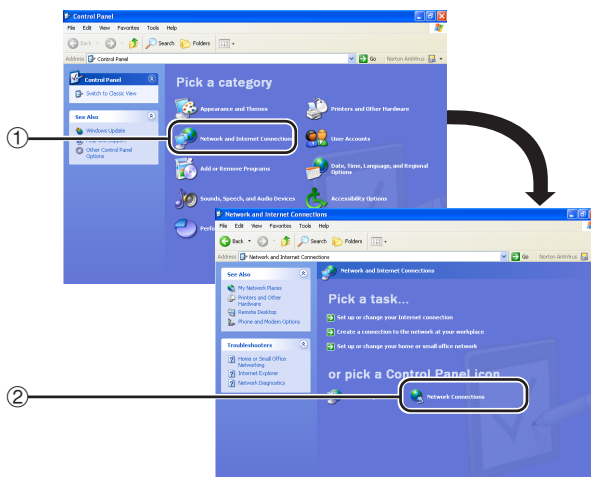 Control Panel
File Edit View Favorites Tools Help
Back Search Folders
Address Control Panel Go Norton AntiVirus
Control Panel
Switch to Classic View
See Also
Windows Update
Help and Support
Other Control Panel
Options
Pick a category
Appearance and Themes
Printers and Other Hardware
①
Network and Internet Connections
User Accounts
Add or Remove Programs
Date, Time, Language, and Regional
Options
Sounds, Speech, and Audio Devices
Accessibility Options
Perfo
Network and Internet Connections
File Edit View Favorites Tools Help
Back Search Folders
Address Network and Internet Connections Go Norton AntiVirus
See Also
My Network Places
Printers and Other
Hardware
Remote Desktop
Phone and Modem Options
Troubleshooters
Home or Small Office
Networking
Internet Explorer
Network Diagnostics
Network and Internet Connections
Pick a task...
Set up or change your Internet connection
Create a connection to the network at your workplace
Set up or change your home or small office network
or pick a Control Panel icon
②
Network Connections